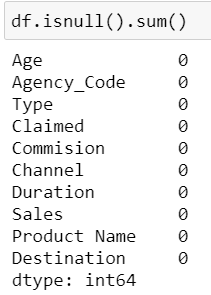 df.isnull().sum()
Age 0
Agency_Code 0
Type 0
Claimed 0
Commision 0
Channel 0
Duration 0
Sales 0
Product Name 0
Destination 0
dtype: int64